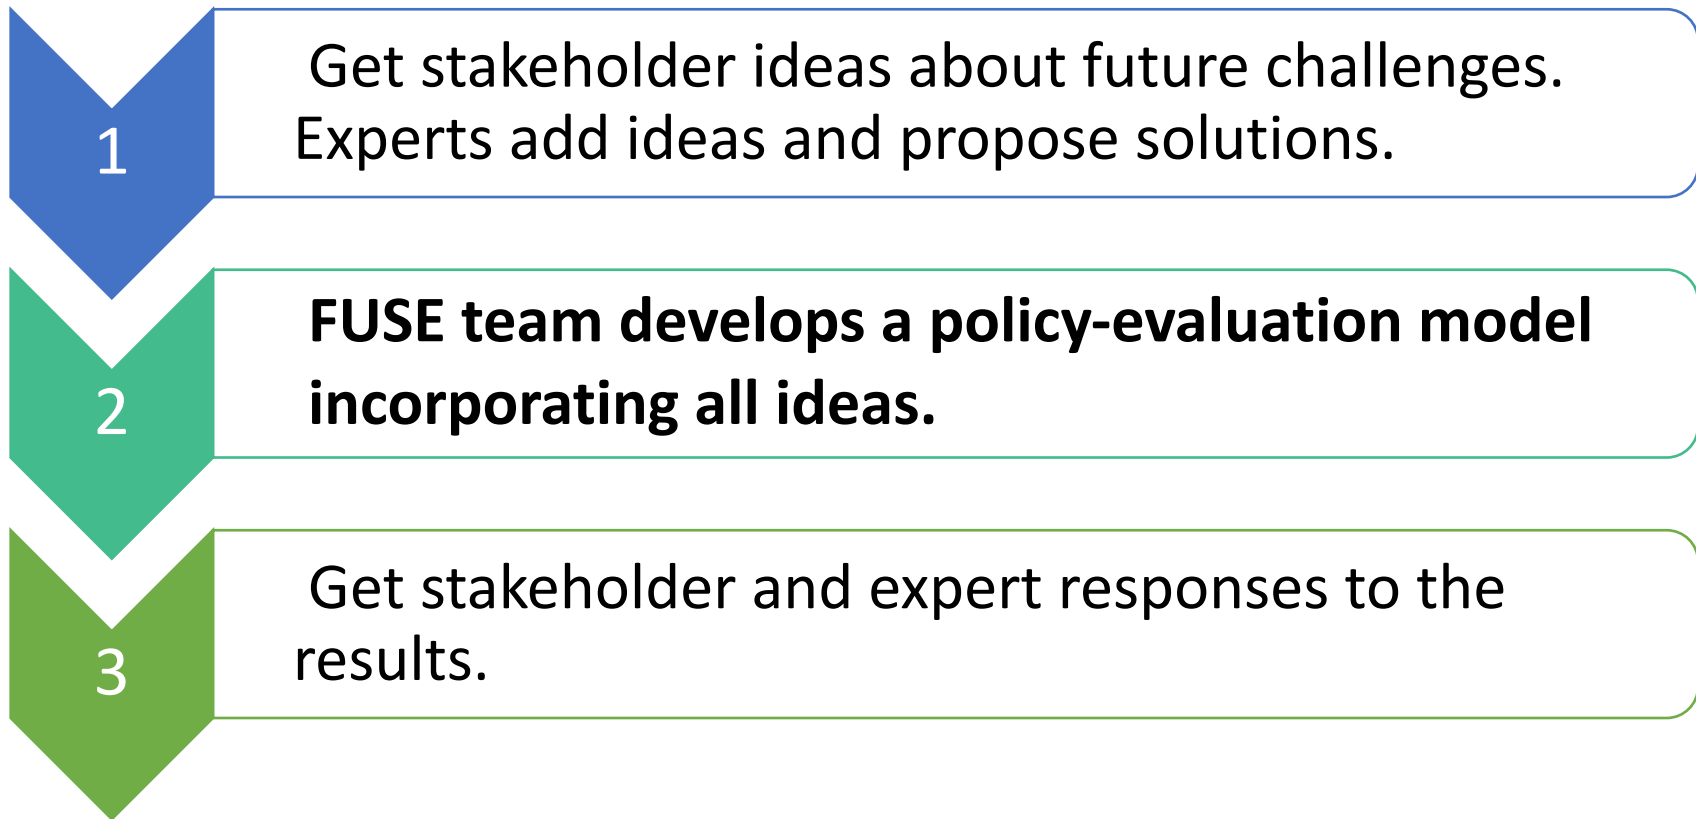 1
Get stakeholder ideas about future challenges.
Experts add ideas and propose solutions.
2
FUSE team develops a policy-evaluation model
incorporating all ideas.
3
Get stakeholder and expert responses to the
results.